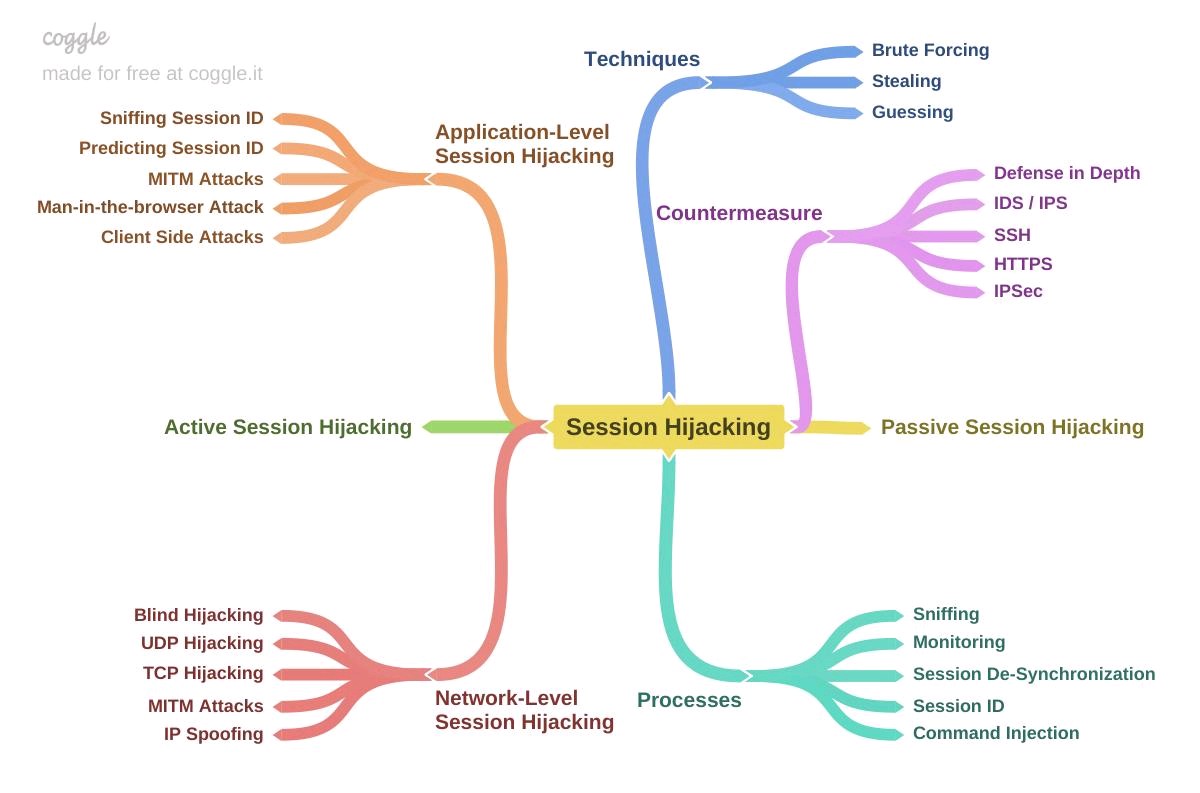 coggle
made for free at coggle.it
Techniques
Brute Forcing
Stealing
Guessing
Application-Level
Session Hijacking
Sniffing Session ID
Predicting Session ID
MITM Attacks
Man-in-the-browser Attack
Client Side Attacks
Countermeasure
Defense in Depth
IDS / IPS
SSH
HTTPS
IPSec
Active Session Hijacking
Session Hijacking
Passive Session Hijacking
Blind Hijacking
UDP Hijacking
TCP Hijacking
MITM Attacks
IP Spoofing
Network-Level
Session Hijacking
Processes
Sniffing
Monitoring
Session De-Synchronization
Session ID
Command Injection